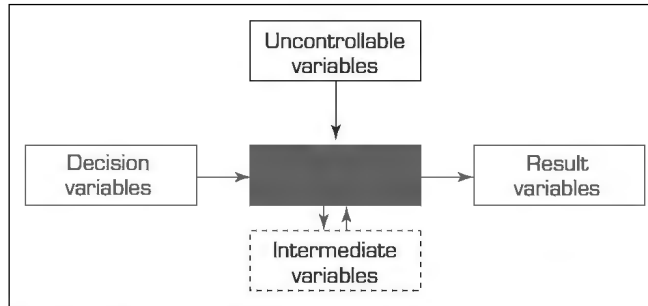 Uncontrollable
variables
Decision
variables
Result
variables
Intermediate
variables